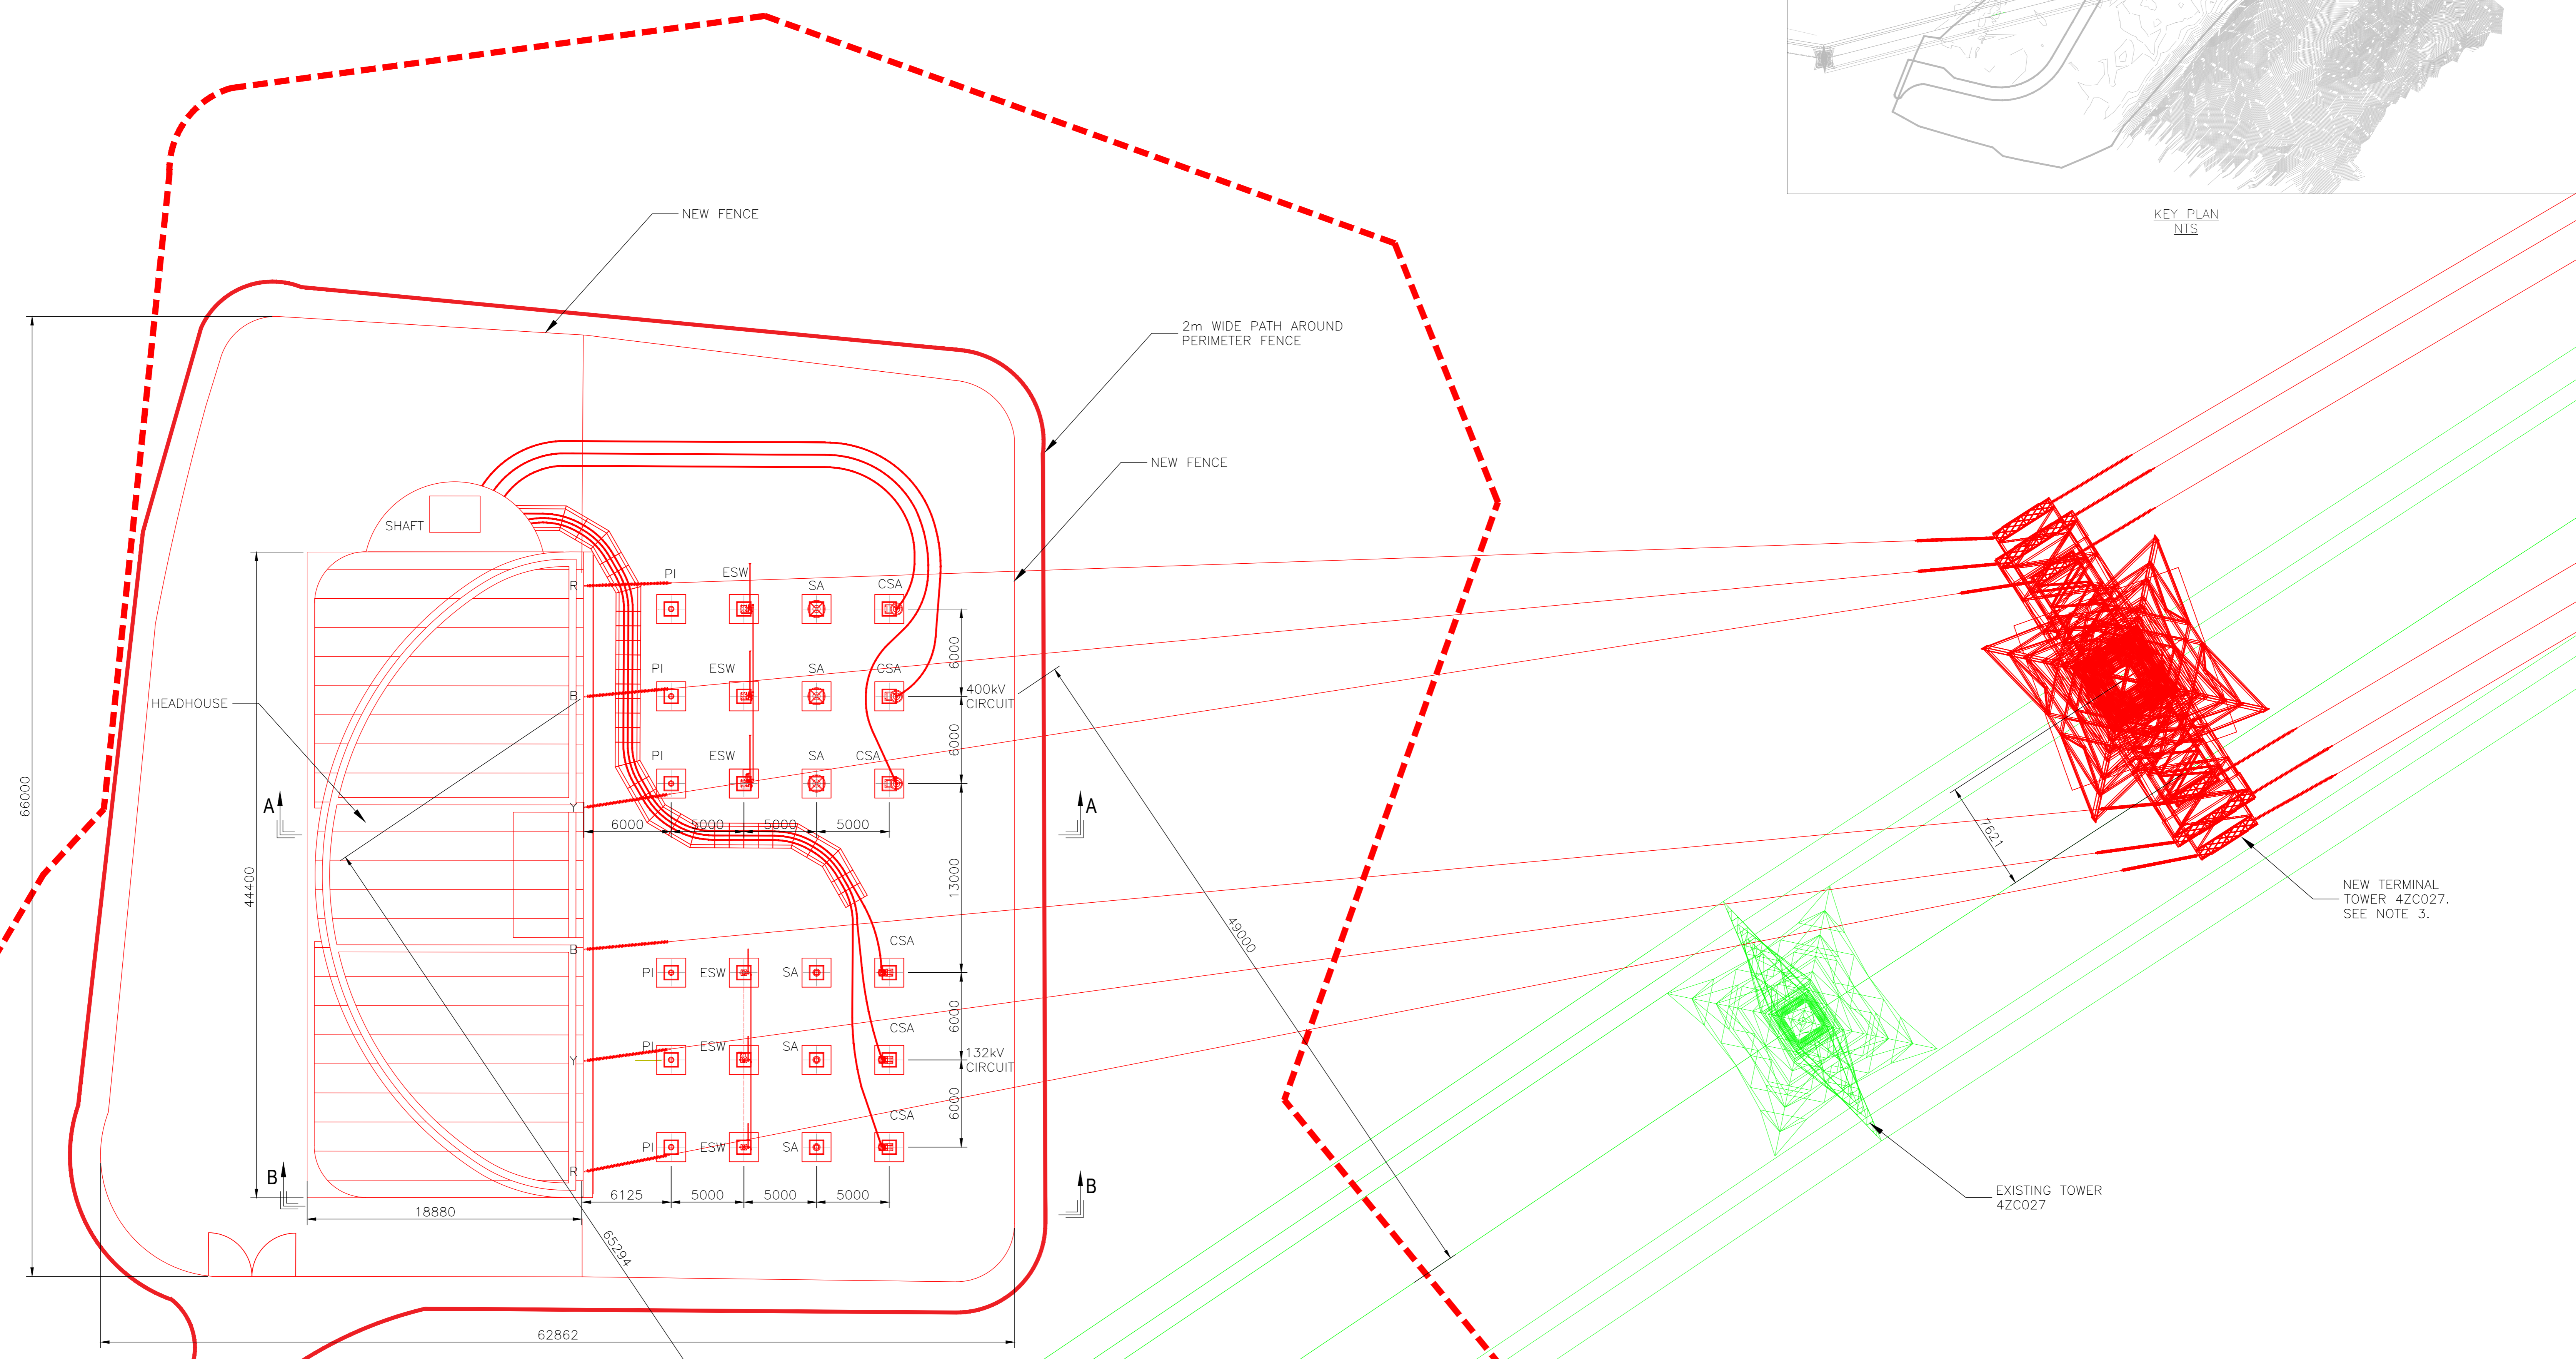 KEY PLAN
NTS
NEW FENCE
2m WIDE PATH AROUND
PERIMETER FENCE
NEW FENCE
SHAFT
R
PI
ESW
SA
CSA
6000
PI
ESW
SA
CSA
B
400kV
CIRCUIT
HEADHOUSE
6000
PI
ESW
SA
CSA
Y
66000
A
A
6000
5000
5000
5000
7621
44400
13000
NEW TERMINAL
TOWER 4ZC027.
SEE NOTE 3.
49000
B
CSA
PI
ESW
SA
6000
CSA
Y
PI
ESW
SA
132kV
CIRCUIT
6000
CSA
PI
ESW
SA
R
B
B
6125
5000
5000
5000
18880
EXISTING TOWER
4ZC027
65294
62862